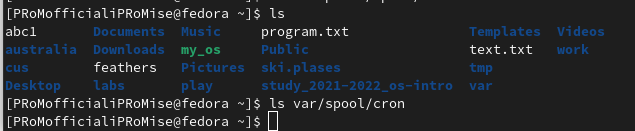 [PRoMofficialiPRoMise@fedora ~]$ ls
abc1 Documents Music program.txt Templates Videos
australia Downloads my_os Public text.txt work
cus feathers Pictures ski.plases tmp
Desktop labs play study_2021-2022_os-intro var
[PRoMofficialiPRoMise@fedora ~]$ ls var/spool/cron
[PRoMofficialiPRoMise@fedora ~]$